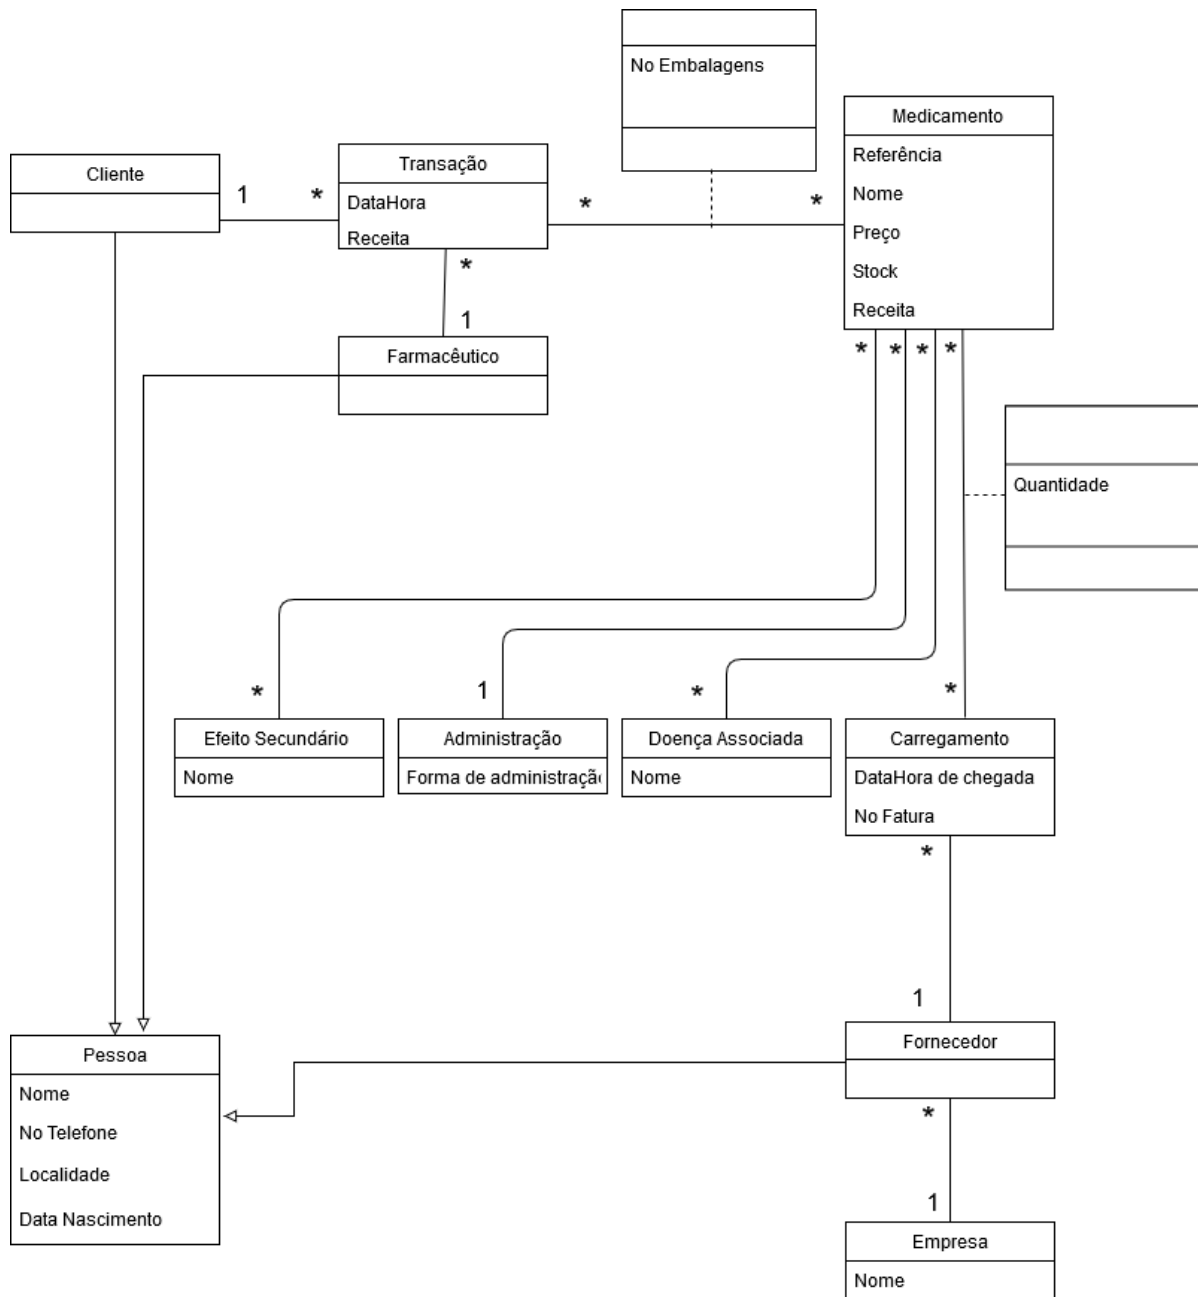 No Embalagens
Medicamento
Referência
Nome
Preço
Stock
Receita
Cliente
1
*
Transação
DataHora
Receita
*
*
*
1
Farmacêutico
*
*
*
*
Quantidade
*
1
*
*
Efeito Secundário
Nome
Administração
Forma de administração
Doença Associada
Nome
Carregamento
DataHora de chegada
No Fatura
*
1
Fornecedor
Pessoa
Nome
No Telefone
Localidade
Data Nascimento
*
1
Empresa
Nome